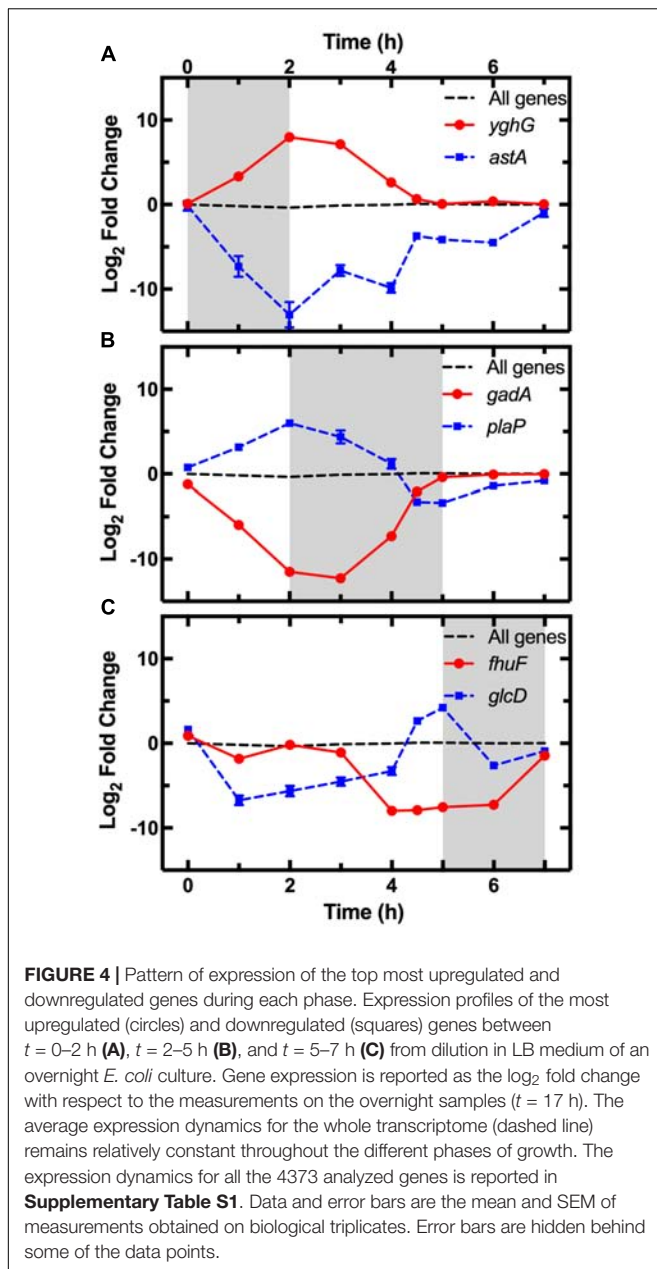 Time (h)
A
0 2 4 6
10
0
-10
Log2 Fold Change
All genes
yghG
astA
B
10
0
-10
Log2 Fold Change
All genes
gadA
plaP
C
10
0
-10
Log2 Fold Change
All genes
fhuF
glcD
0 2 4 6
Time (h)
FIGURE 4 | Pattern of expression of the top most upregulated and
downregulated genes during each phase. Expression profiles of the most
upregulated (circles) and downregulated (squares) genes between
t = 0–2 h (A), t = 2–5 h (B), and t = 5–7 h (C) from dilution in LB medium of an
overnight E. coli culture. Gene expression is reported as the log2 fold change
with respect to the measurements on the overnight samples (t = 17 h). The
average expression dynamics for the whole transcriptome (dashed line)
remains relatively constant throughout the different phases of growth. The
expression dynamics for all the 4373 analyzed genes is reported in
Supplementary Table S1. Data and error bars are the mean and SEM of
measurements obtained on biological triplicates. Error bars are hidden behind
some of the data points.